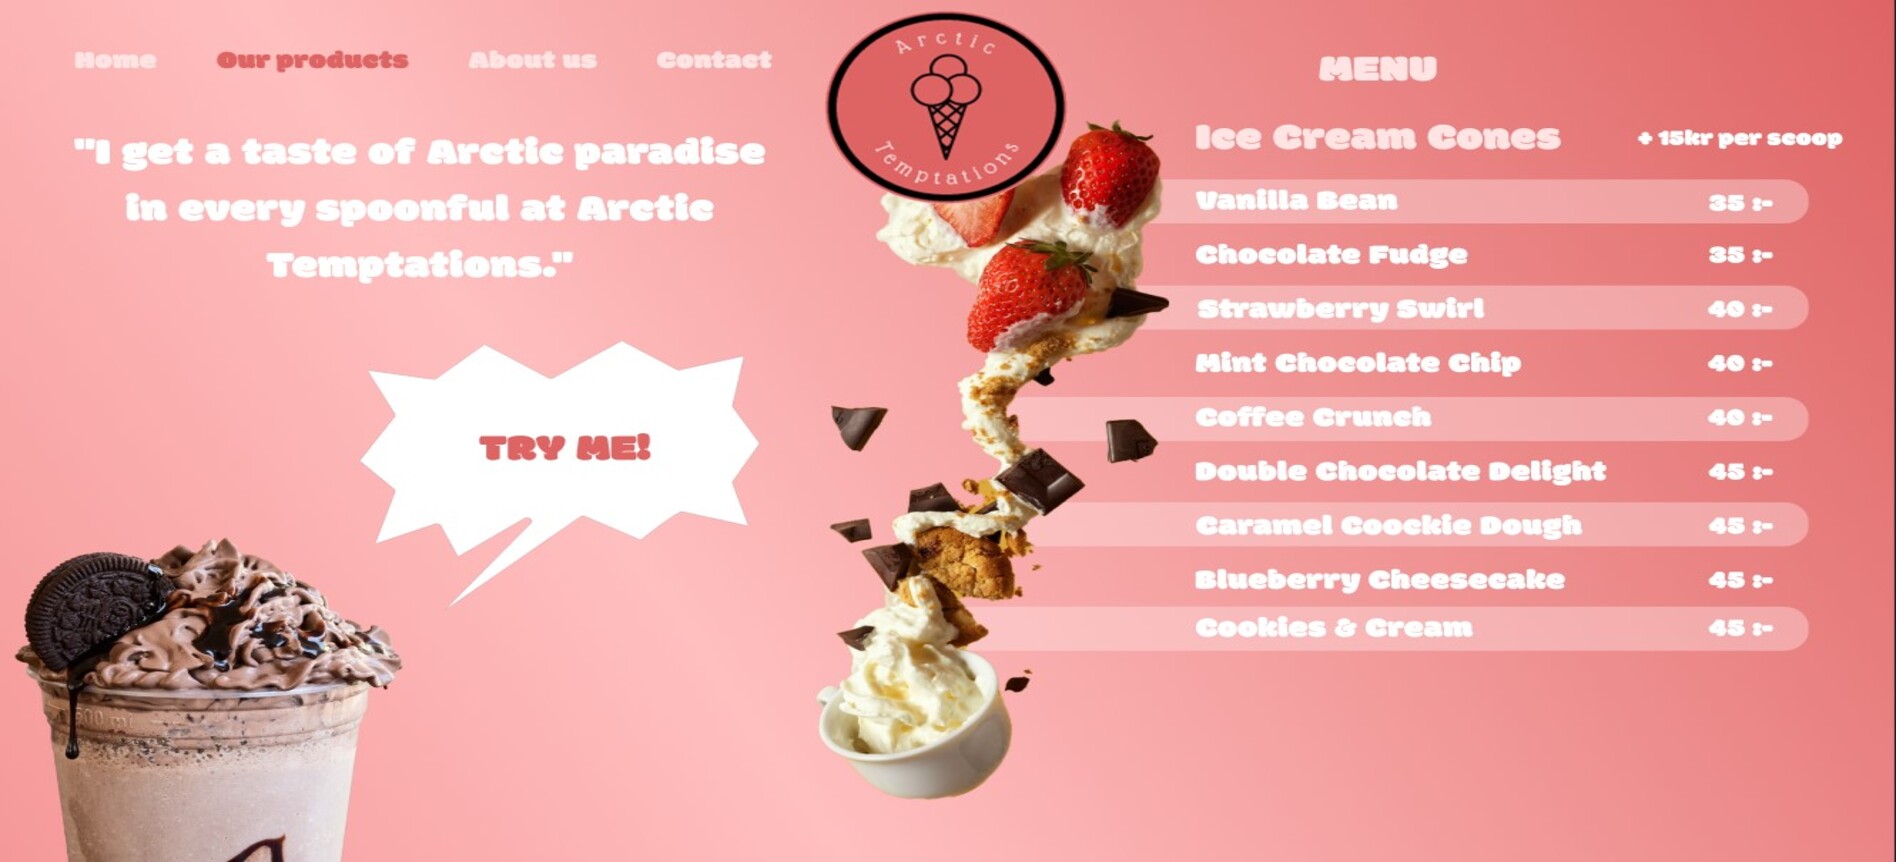 Home Our products About us Contact
"I get a taste of Arctic paradise
in every spoonful at Arctic
Temptations."
TRY ME!
500 ml
Arctic
Temptations
MENU
Ice Cream Cones + 15kr per scoop
Vanilla Bean 35 :-
Chocolate Fudge 35 :-
Strawberry Swirl 40 :-
Mint Chocolate Chip 40 :-
Coffee Crunch 40 :-
Double Chocolate Delight 45 :-
Caramel Coockie Dough 45 :-
Blueberry Cheesecake 45 :-
Cookies & Cream 45 :-